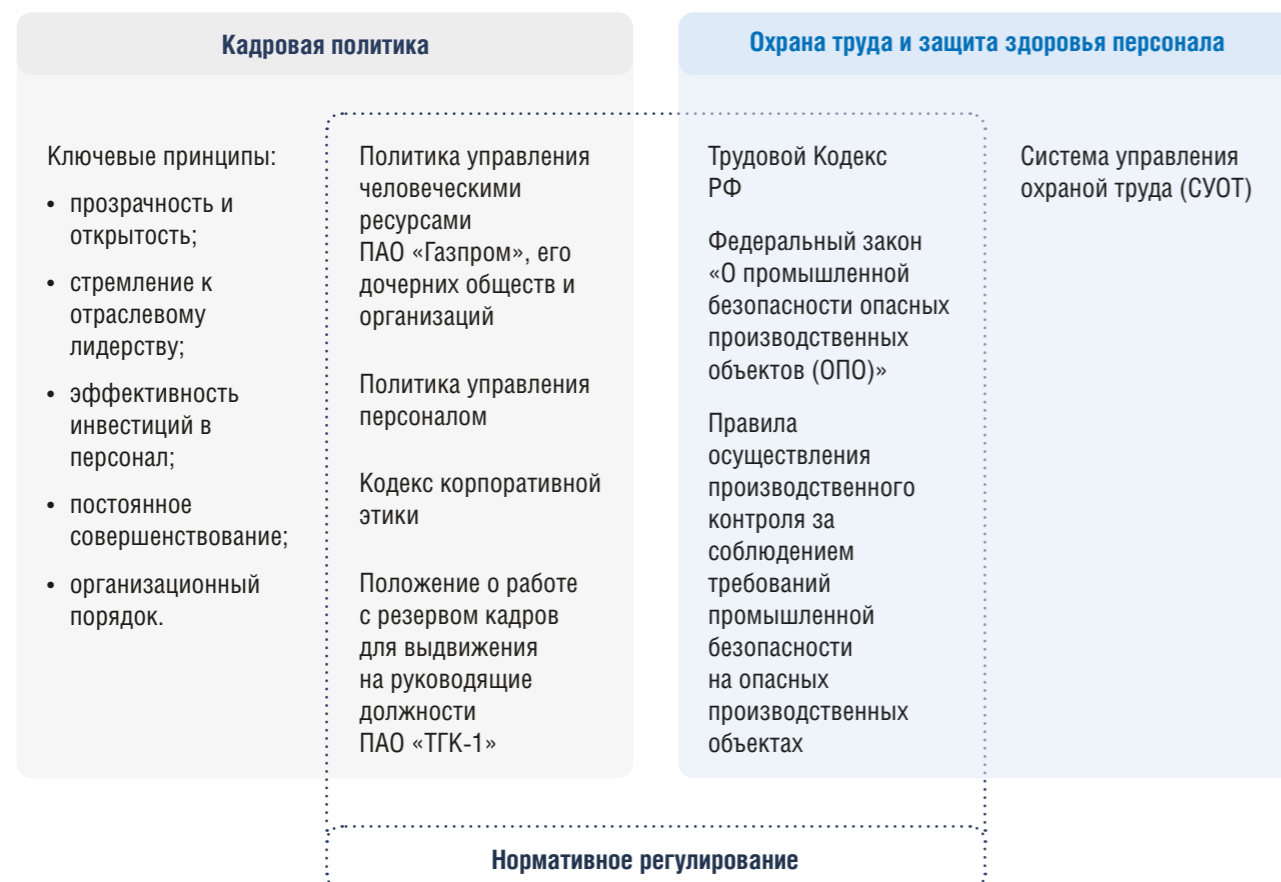 Кадровая политика
Ключевые принципы:
• прозрачность и
открытость;
• стремление к
отраслевому
лидерству;
• эффективность
инвестиций в
персонал;
• постоянное
совершенствование;
• организационный
порядок.
Политика управления
человеческими
ресурсами
ПАО «Газпром», его
дочерних обществ и
организаций
Политика управления
персоналом
Кодекс корпоративной
этики
Положение о работе
с резервом кадров
для выдвижения
на руководящие
должности
ПАО «ТГК-1»
Охрана труда и защита здоровья персонала
Трудовой Кодекс
РФ
Федеральный закон
«О промышленной
безопасности опасных
производственных
объектов (ОПО)»
Правила
осуществления
производственного
контроля за
соблюдением
требований
промышленной
безопасности
на опасных
производственных
объектах
Система управления
охраной труда (СУОТ)
Нормативное регулирование